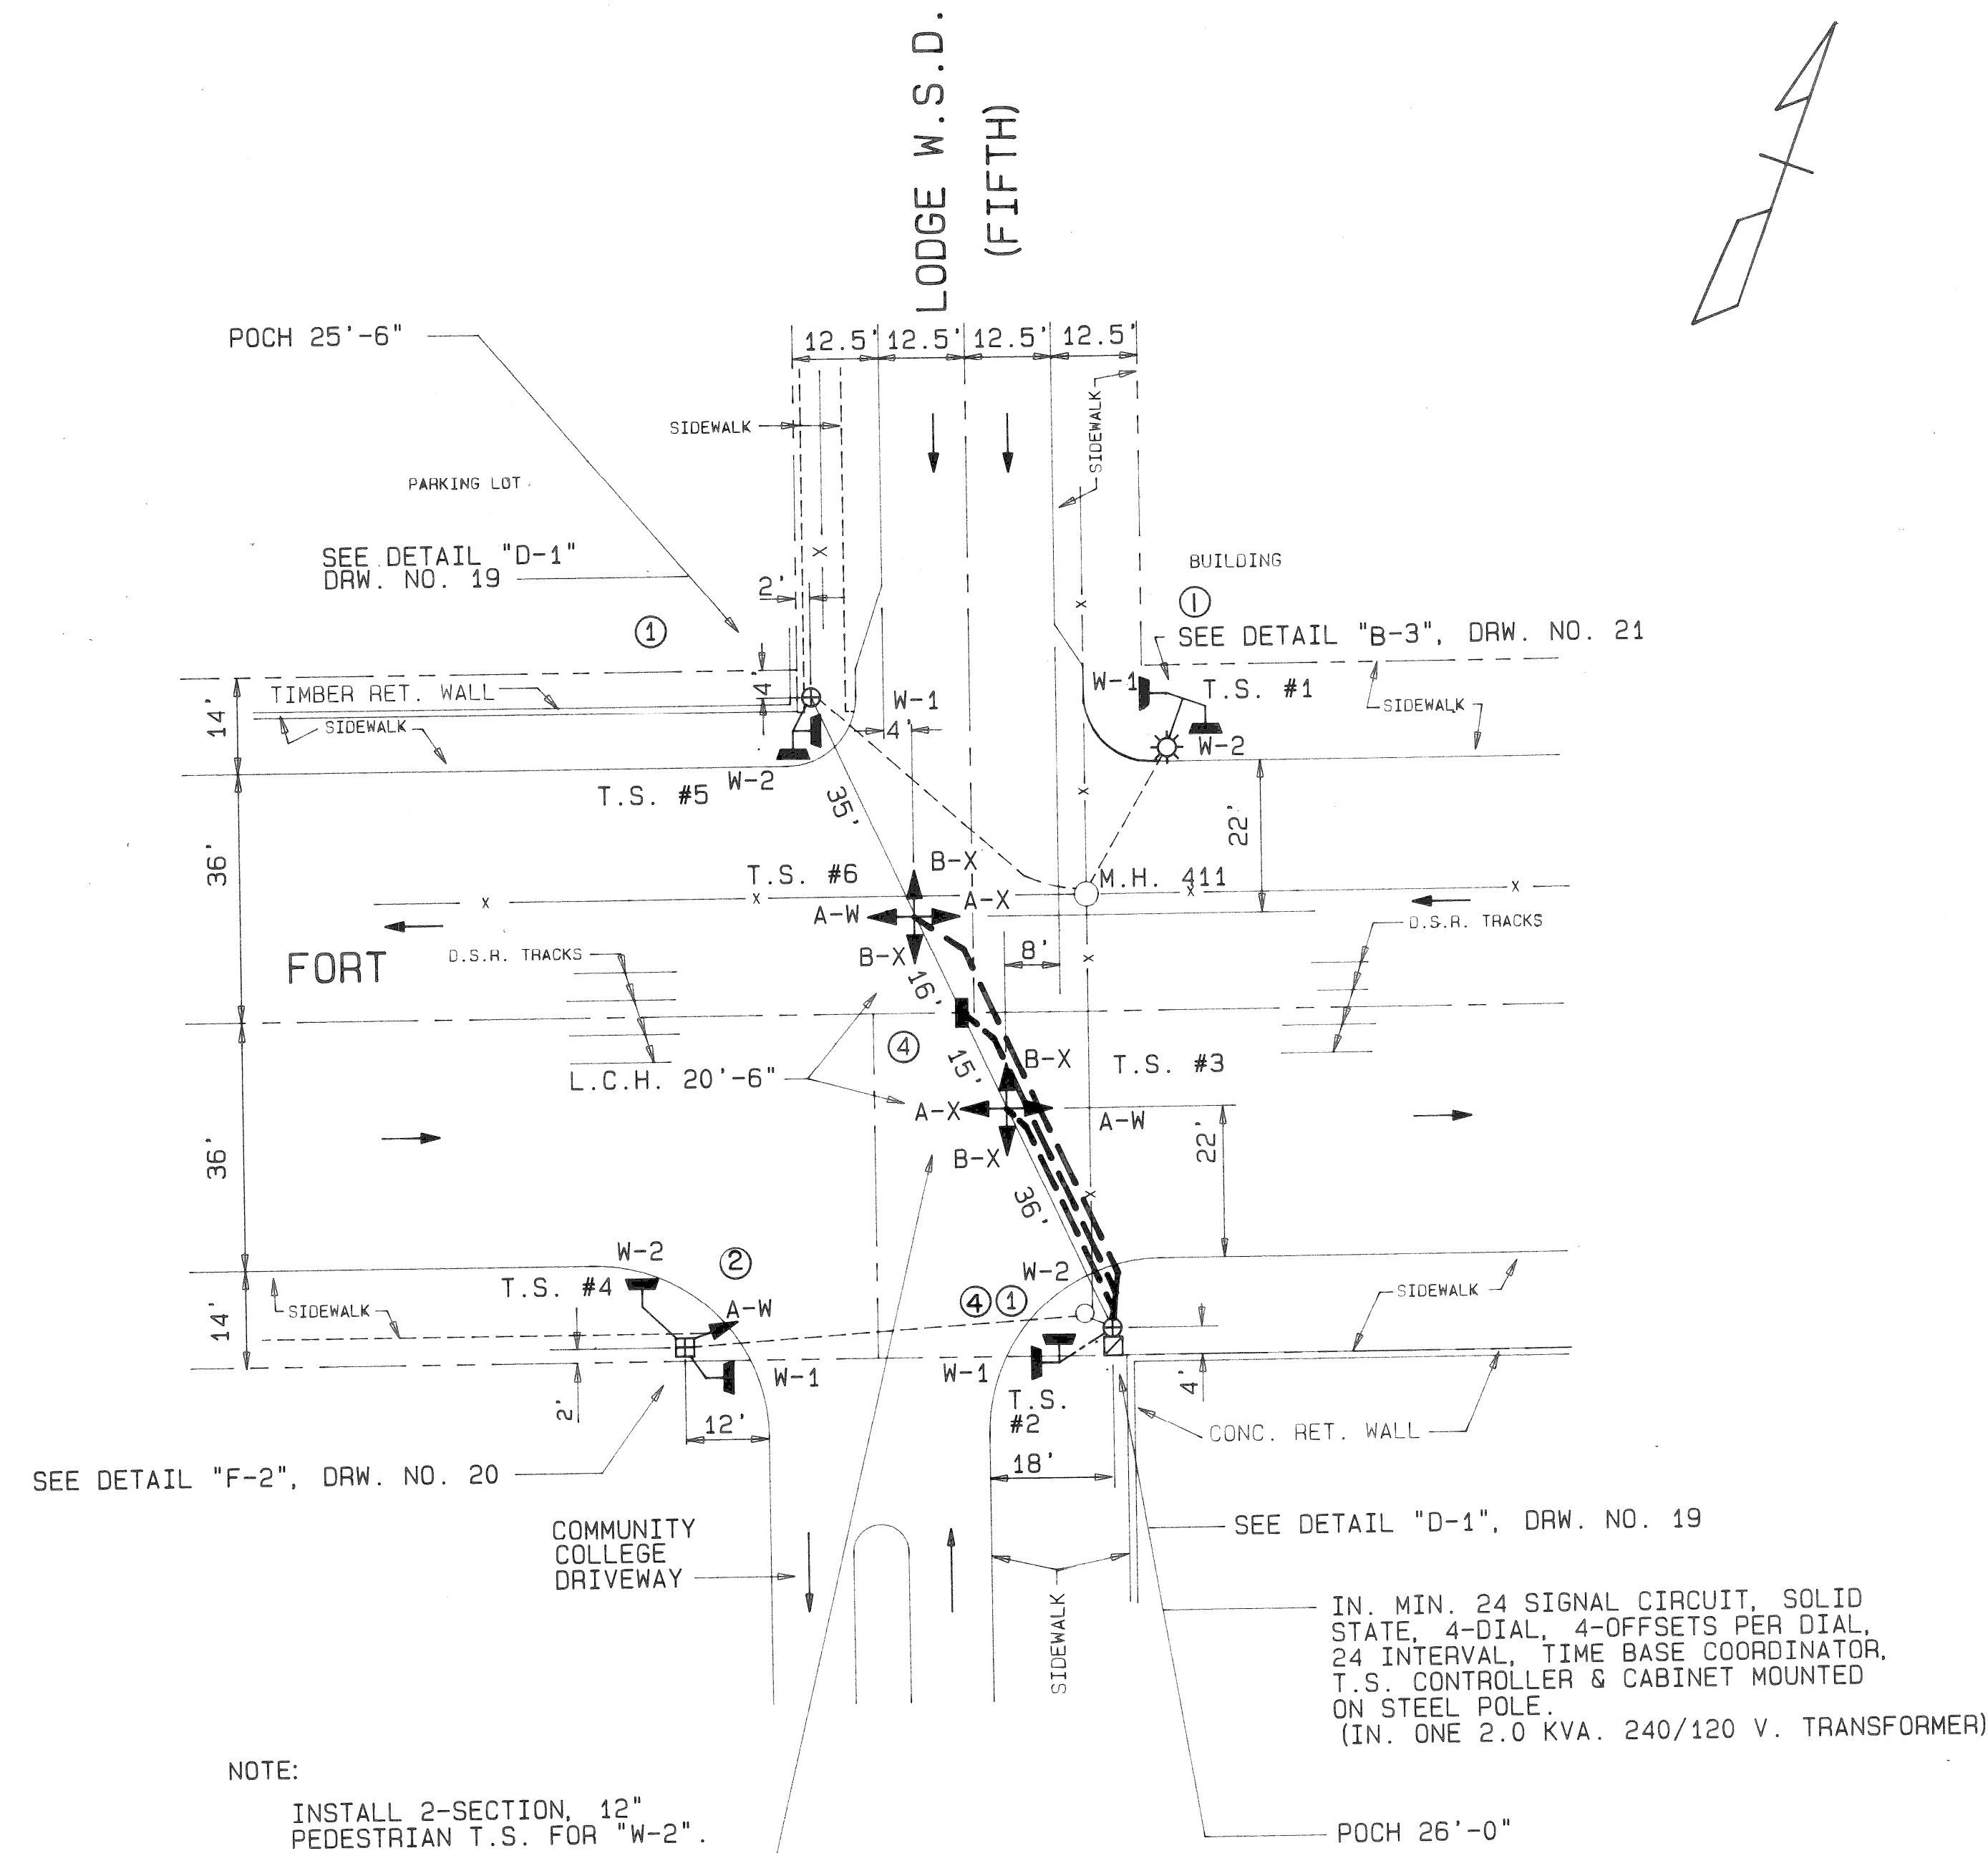 LODGE W.S.D.
(FIFTH)
POCH 25'-6"
12.5' 12.5' 12.5' 12.5'
SIDEWALK
SIDEWALK
PARKING LOT
SEE DETAIL "D-1"
DRW. NO. 19
X
2'
BUILDING
1
1
X
SEE DETAIL "B-3", DRW. NO. 21
14'
TIMBER RET. WALL
4'
W-1
W-1
T.S. #1
SIDEWALK
SIDEWALK
4'
W-2
W-2
T.S. #5
35'
X
22'
36'
T.S. #6
B-X
M.H. 411
X
X
X
X
A-W
A-X
D.S.R. TRACKS
FORT
D.S.R. TRACKS
B-X
8'
X
16'
4
B-X
T.S. #3
L.C.H. 20'-6"
15'
A-X
A-W
36'
B-X
22'
X
36'
W-2
2
W-2
T.S. #4
SIDEWALK
A-W
4 1
SIDEWALK
14'
W-1
W-1
4'
2'
12'
T.S.
#2
CONC. RET. WALL
18'
SEE DETAIL "F-2", DRW. NO. 20
SEE DETAIL "D-1", DRW. NO. 19
COMMUNITY
COLLEGE
DRIVEWAY
SIDEWALK
IN. MIN. 24 SIGNAL CIRCUIT, SOLID
STATE, 4-DIAL, 4-OFFSETS PER DIAL,
24 INTERVAL, TIME BASE COORDINATOR,
T.S. CONTROLLER & CABINET MOUNTED
ON STEEL POLE.
(IN. ONE 2.0 KVA. 240/120 V. TRANSFORMER)
NOTE:
INSTALL 2-SECTION, 12"
PEDESTRIAN T.S. FOR "W-2".
POCH 26'-0"